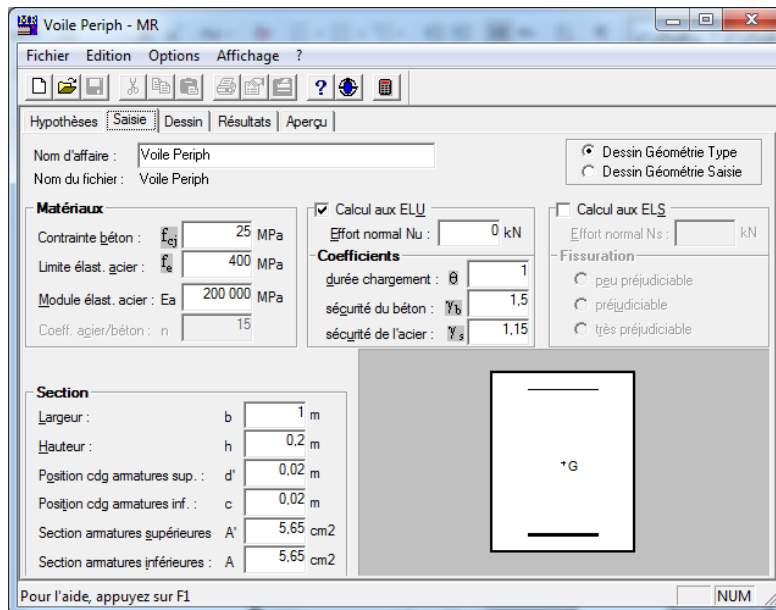 Voile Periph - MR
Fichier Edition Options Affichage ?
Hypothèses Saisie Dessin Résultats Aperçu
Nom d'affaire : Voile Periph
Nom du fichier : Voile Periph
Dessin Géométrie Type
Dessin Géométrie Saisie
Matériaux
Contrainte béton : fcj 25 MPa
Limite élast. acier : fe 400 MPa
Module élast. acier : Ea 200 000 MPa
Coeff. acier/béton : n 15
Calcul aux ELU
Effort normal Nu : 0 kN
Coefficients
durée chargement : θ 1
sécurité du béton : γb 1,5
sécurité de l'acier : γs 1,15
Calcul aux ELS
Effort normal Ns : kN
Fissuration
peu préjudiciable
préjudiciable
très préjudiciable
Section
Largeur : b 1 m
Hauteur : h 0,2 m
Position cdg armatures sup. : d' 0,02 m
Position cdg armatures inf. : c 0,02 m
Section armatures supérieures A' 5,65 cm2
Section armatures inférieures : A 5,65 cm2
+G
Pour l'aide, appuyez sur F1
NUM